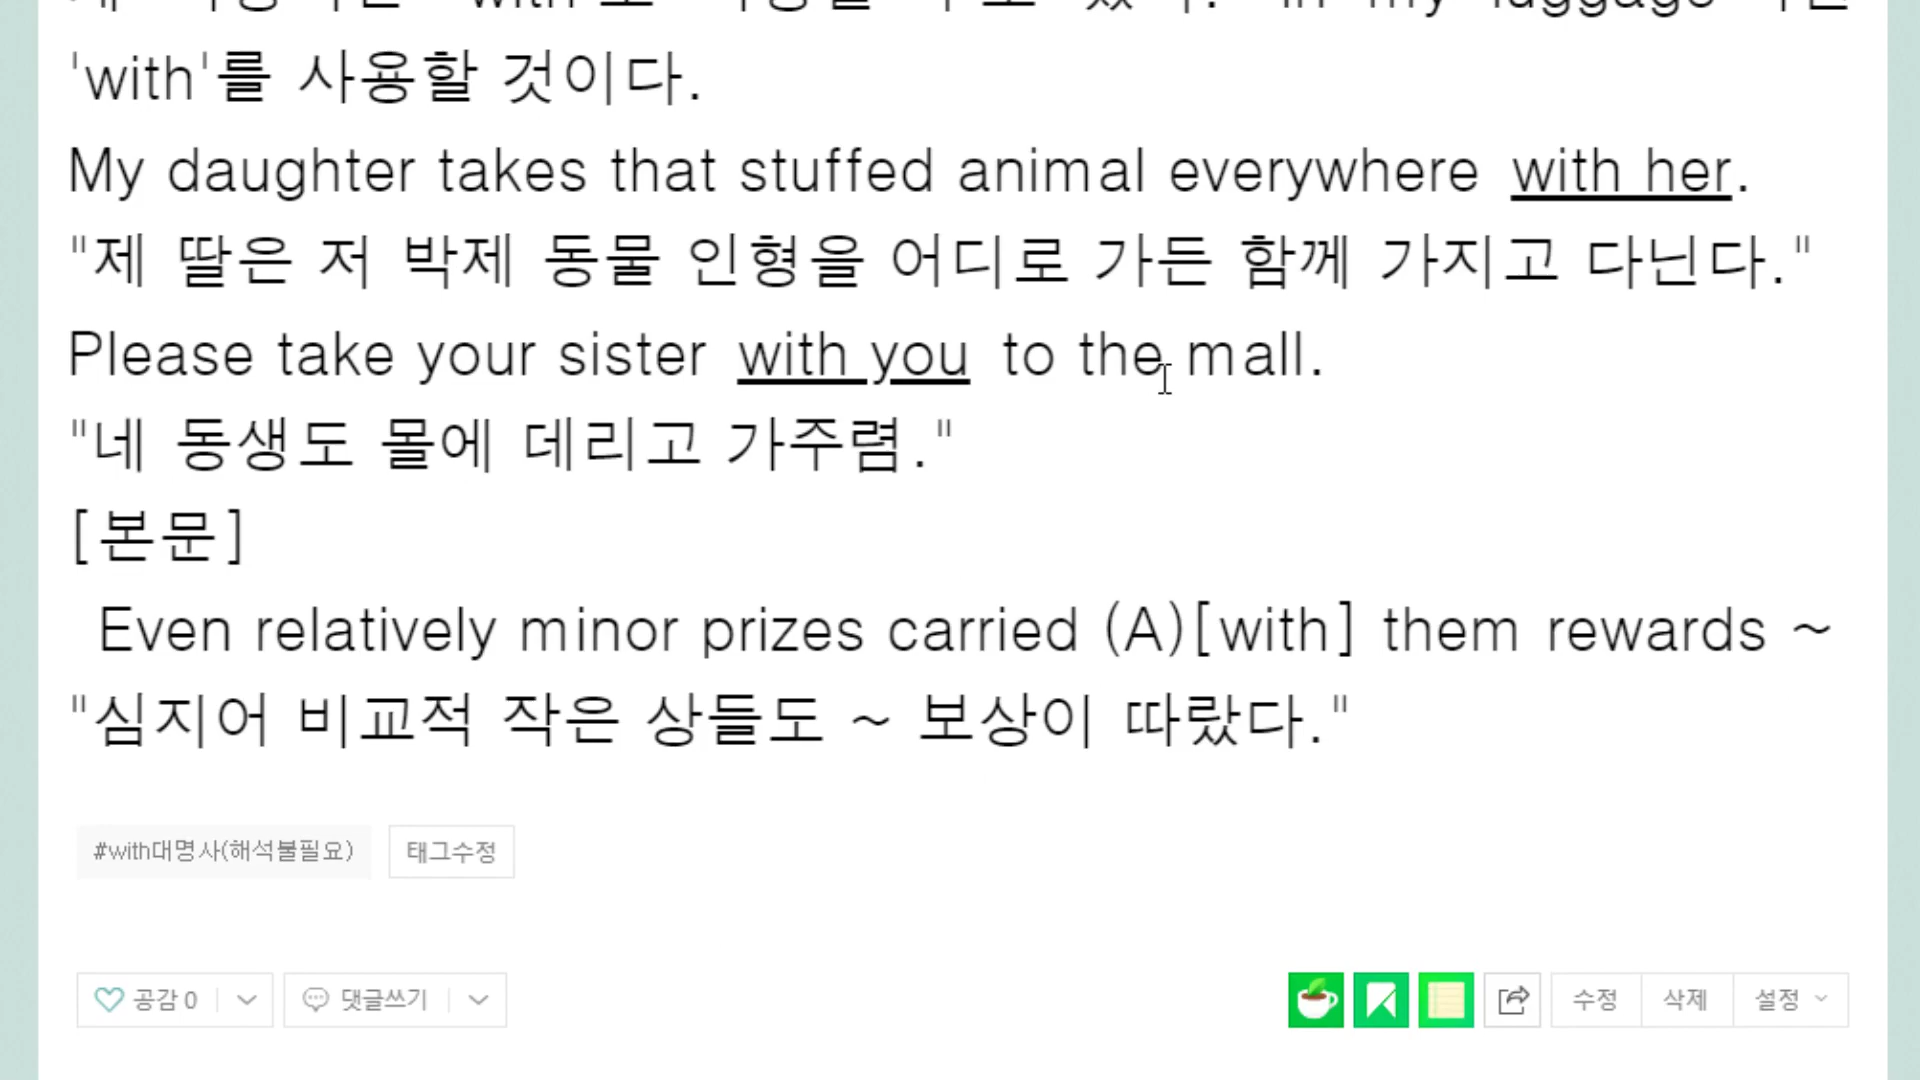 'with'를 사용할 것이다.
My daughter takes that stuffed animal everywhere with her.
"제 딸은 저 박제 동물 인형을 어디로 가든 함께 가지고 다닌다."
Please take your sister with you to the mall.
"네 동생도 몰에 데리고 가주렴."
[본문]
Even relatively minor prizes carried (A)[with] them rewards ~
"심지어 비교적 작은 상들도 ~ 보상이 따랐다."
#with대명사(해석불필요) 태그수정
공감 0 댓글쓰기 수정 삭제 설정